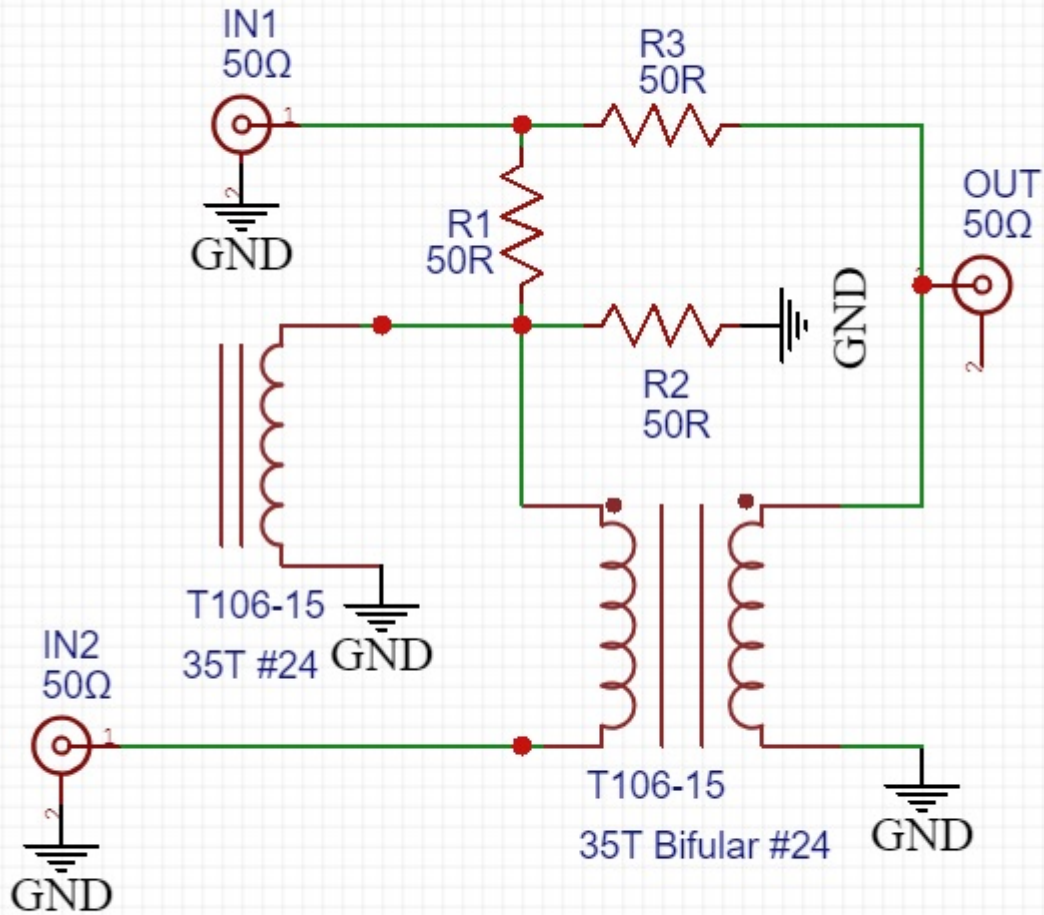 IN1
50Ω
1
2
GND
R3
50R
R1
50R
OUT
50Ω
1
2
GND
R2
50R
T106-15
35T #24
GND
IN2
50Ω
1
2
GND
T106-15
35T Bifular #24
GND